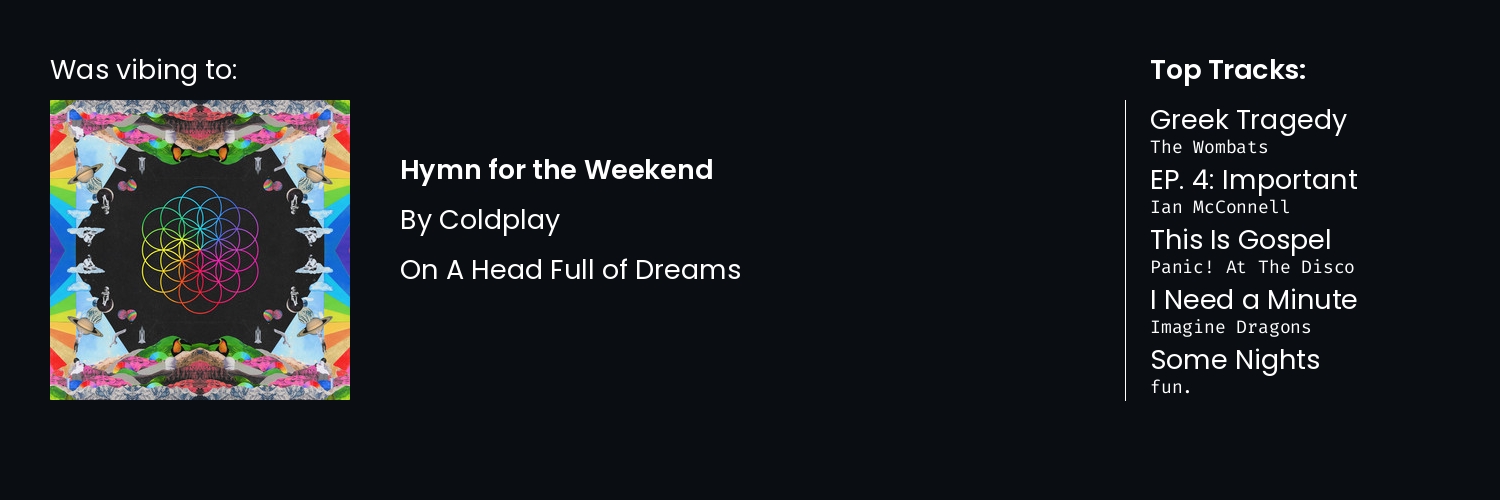 Was vibing to:
Hymn for the Weekend
By Coldplay
On A Head Full of Dreams
Top Tracks:
Greek Tragedy
The Wombats
EP. 4: Important
Ian McConnell
This Is Gospel
Panic! At The Disco
I Need a Minute
Imagine Dragons
Some Nights
fun.